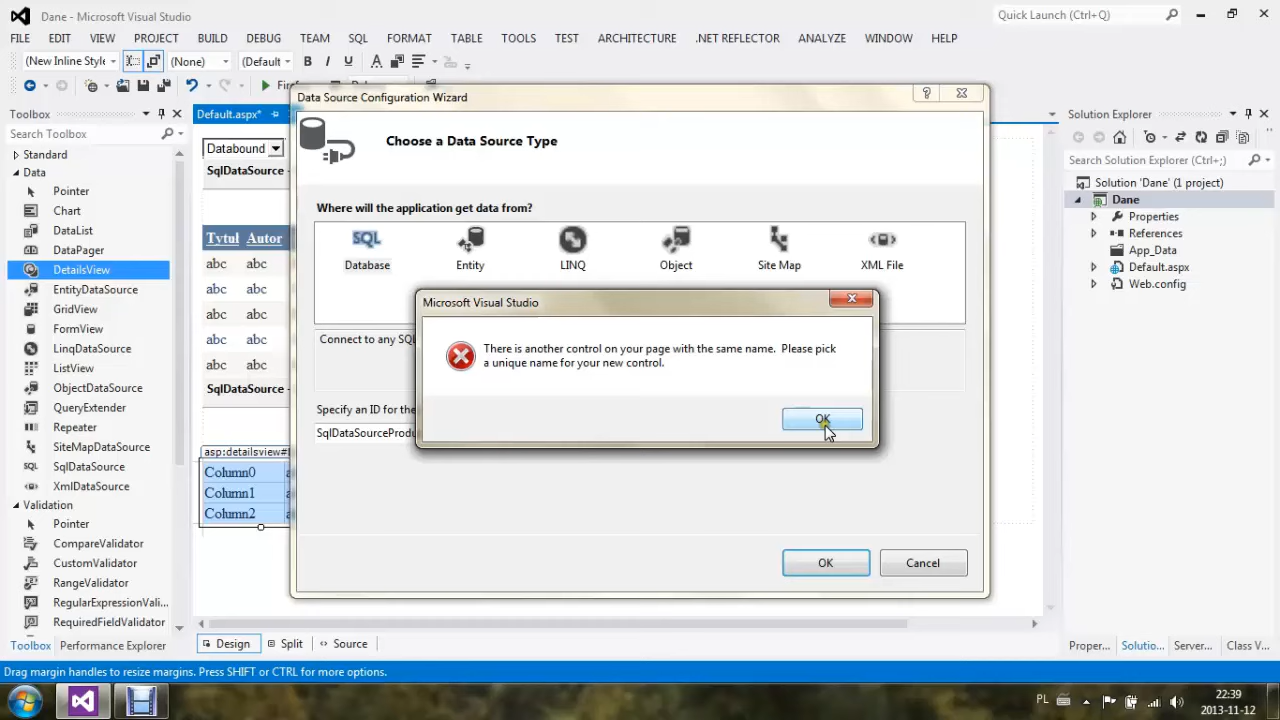 Dane - Microsoft Visual Studio
Quick Launch (Ctrl+Q)
FILE EDIT VIEW PROJECT BUILD DEBUG TEAM SQL FORMAT TABLE TOOLS TEST ARCHITECTURE .NET REFLECTOR ANALYZE WINDOW HELP
(New Inline Style (None) (Default B I U A
Toolbox
Search Toolbox
Standard
Data
Pointer
Chart
DataList
DataPager
DetailsView
EntityDataSource
GridView
FormView
LinqDataSource
ListView
ObjectDataSource
QueryExtender
Repeater
SiteMapDataSource
SqlDataSource
XmlDataSource
Validation
Pointer
CompareValidator
CustomValidator
RangeValidator
RegularExpressionVali...
RequiredFieldValidator
Toolbox Performance Explorer
Default.aspx*
Databound
SqlDataSource -
Tytul Autor
abc abc
abc abc
abc abc
abc abc
abc abc
SqlDataSource -
asp:detailsview#
Column0
Column1
Column2
Design Split Source
Data Source Configuration Wizard
Choose a Data Source Type
Where will the application get data from?
SQL
Database Entity LINQ Object Site Map XML File
Connect to any SQL
Specify an ID for the
SqlDataSourceProdu
OK Cancel
Microsoft Visual Studio
There is another control on your page with the same name. Please pick
a unique name for your new control.
OK
Solution Explorer
Search Solution Explorer (Ctrl+;)
Solution 'Dane' (1 project)
Dane
Properties
References
App_Data
Default.aspx
Web.config
Proper... Solutio... Server... Class V...
Drag margin handles to resize margins. Press SHIFT or CTRL for more options.
PL
22:39
2013-11-12